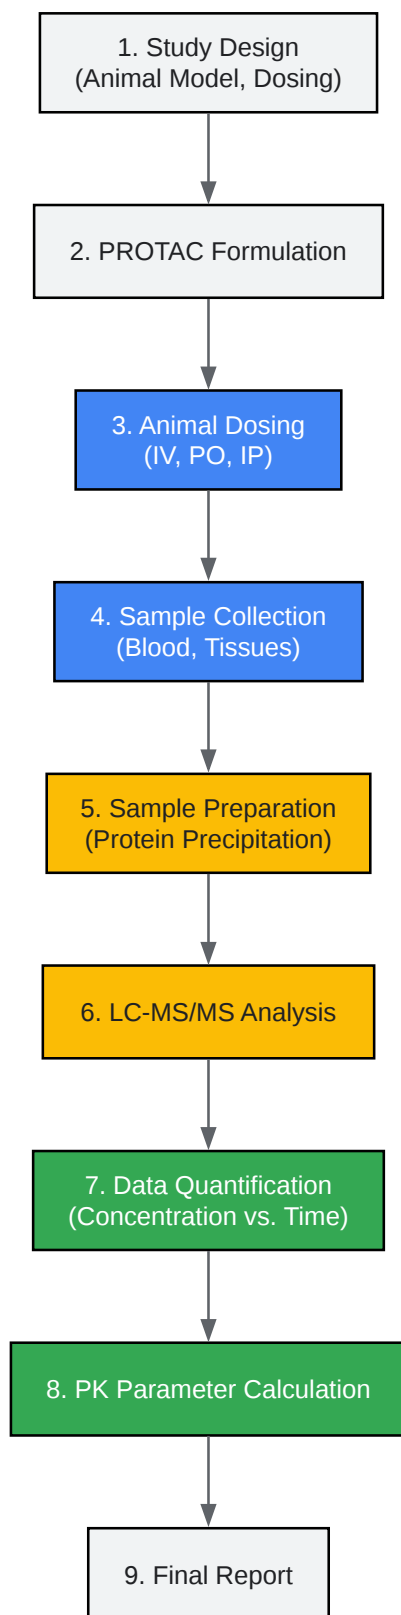 1. Study Design
(Animal Model, Dosing)
2. PROTAC Formulation
3. Animal Dosing
(IV, PO, IP)
4. Sample Collection
(Blood, Tissues)
5. Sample Preparation
(Protein Precipitation)
6. LC-MS/MS Analysis
7. Data Quantification
(Concentration vs. Time)
8. PK Parameter Calculation
9. Final Report